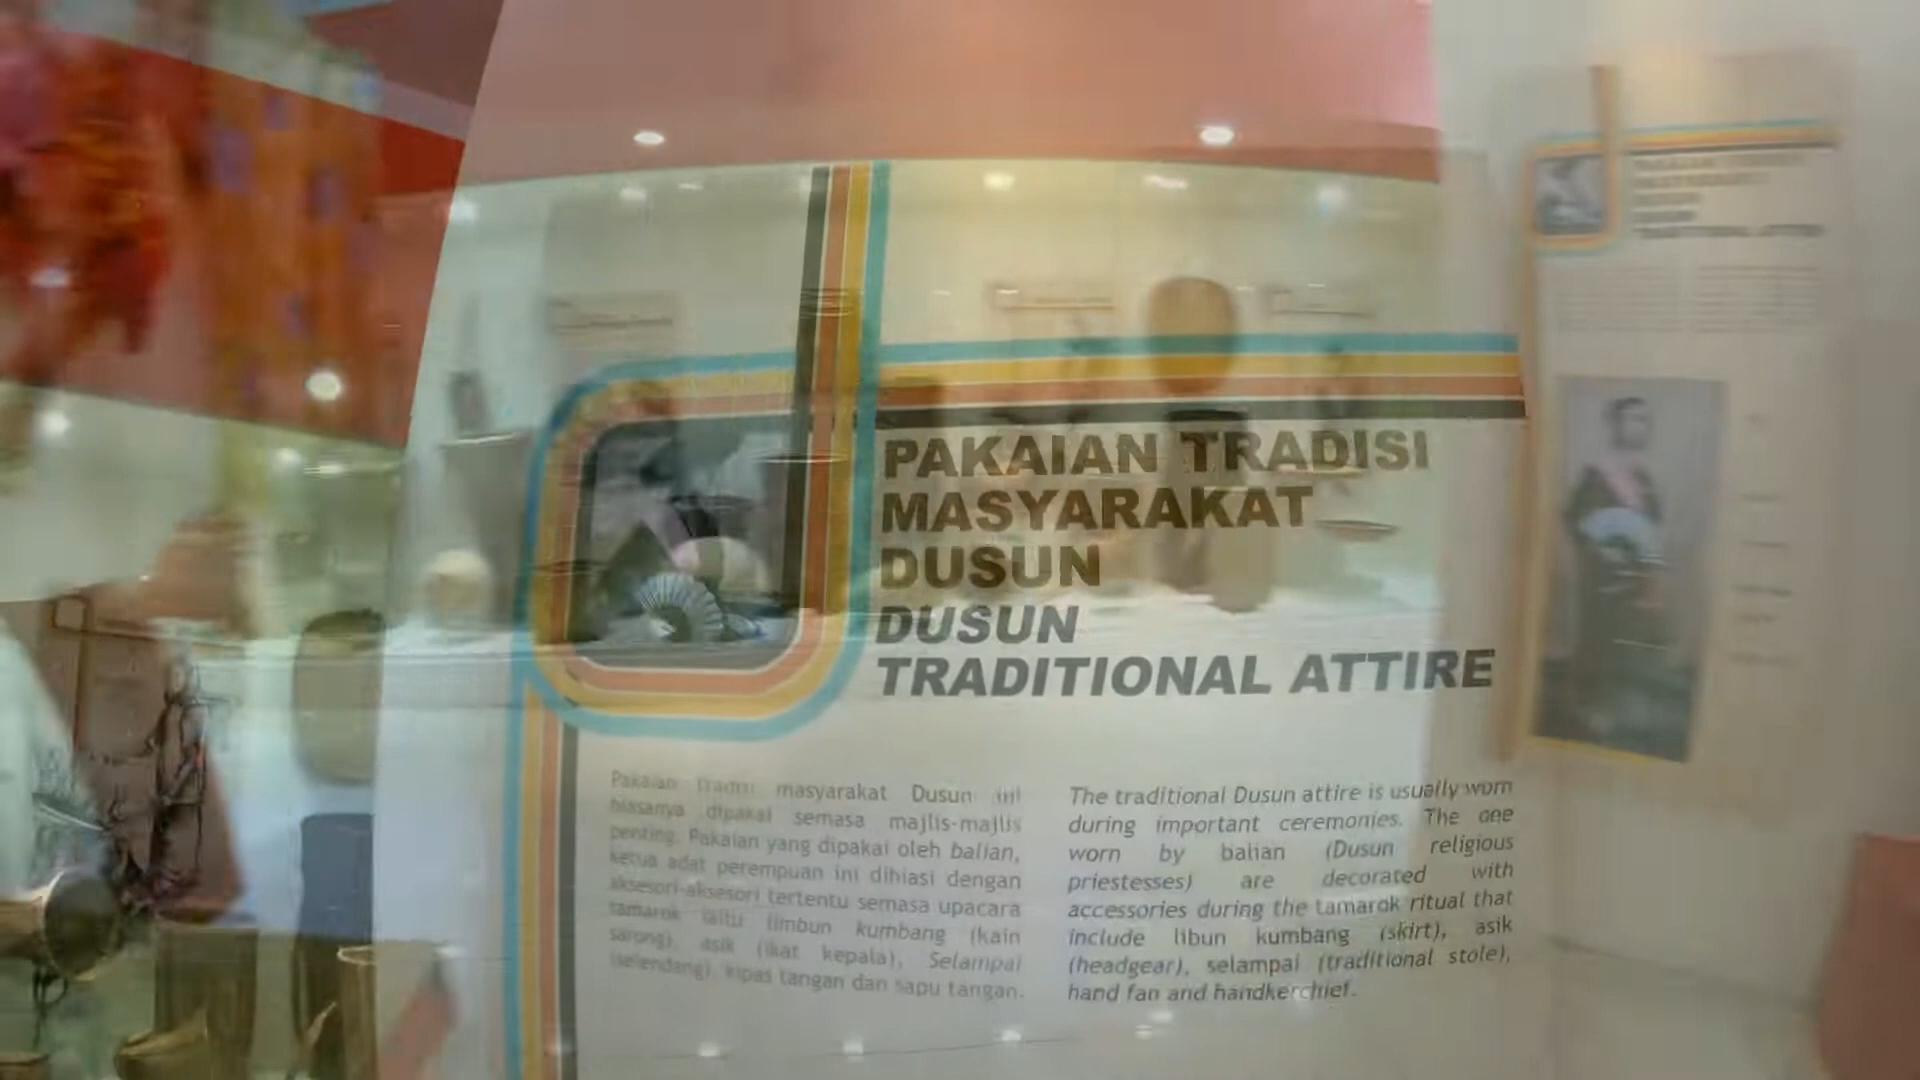 PAKAIAN TRADISI
MASYARAKAT
DUSUN
DUSUN
TRADITIONAL ATTIRE
Pakaian tradisi masyarakat Dusun ini
biasanya dipakai semasa majlis-majlis
penting. Pakaian yang dipakai oleh balian,
ketua adat perempuan ini dihiasi dengan
aksesori-aksesori tertentu semasa upacara
tamarok iaitu limbun kumbang (kain
sarong), asik (ikat kepala), Selampai
(selendang), kipas tangan dan sapu tangan.
The traditional Dusun attire is usually worn
during important ceremonies. The one
worn by balian (Dusun religious
priestesses) are decorated with
accessories during the tamarok ritual that
include libun kumbang (skirt), asik
(headgear), selampai (traditional stole),
hand fan and handkerchief.
TRADITIONAL ATTIRE